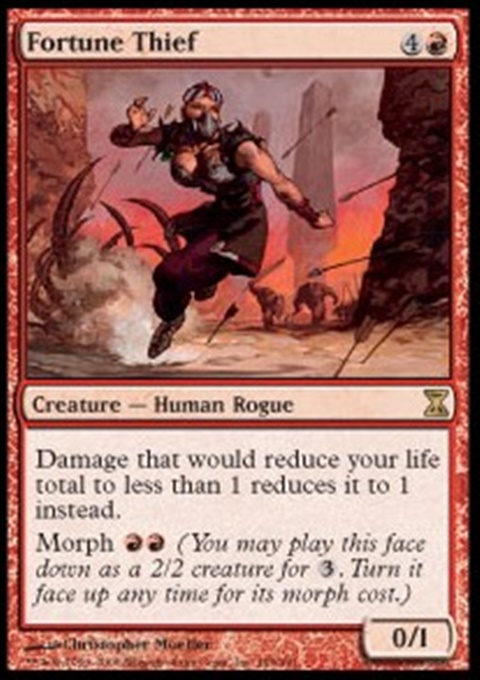 Fortune Thief 4
Creature — Human Rogue
Damage that would reduce your life
total to less than 1 reduces it to 1
instead.
Morph (You may play this face
down as a 2/2 creature for 3. Turn it
face up any time for its morph cost.)
0/1
Christopher Moeller